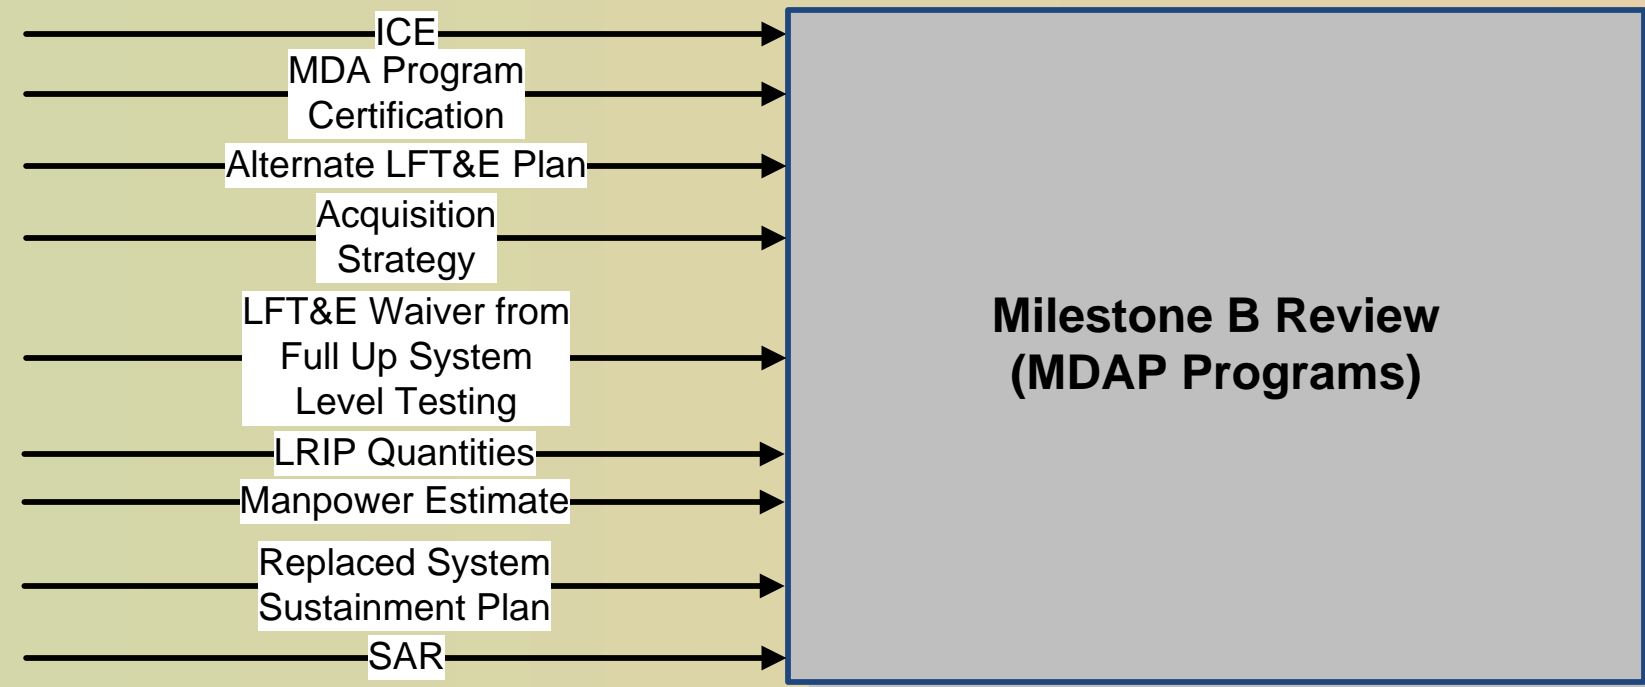 ICE
MDA Program
Certification
Alternate LFT&E Plan
Acquisition
Strategy
LFT&E Waiver from
Full Up System
Level Testing
LRIP Quantities
Manpower Estimate
Replaced System
Sustainment Plan
SAR
Milestone B Review
(MDAP Programs)